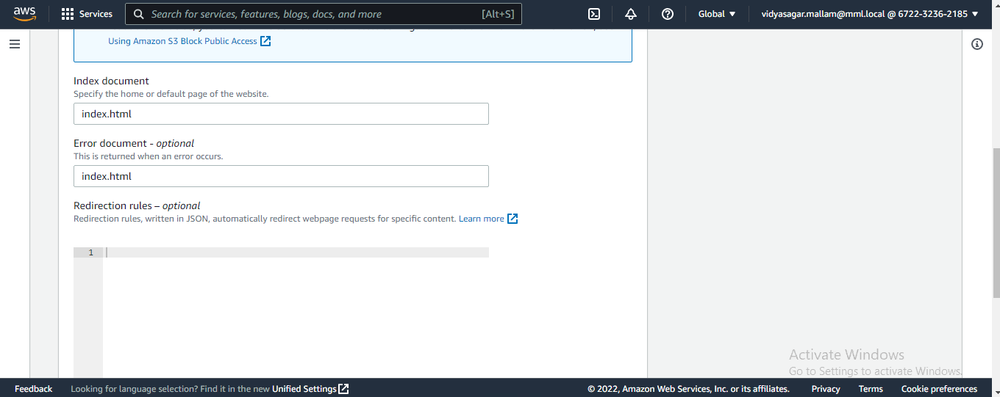 aws Services Search for services, features, blogs, docs, and more [Alt+S] Global ▼ vidyasagar.mallam@mml.local @ 6722-3236-2185 ▼
Using Amazon S3 Block Public Access
Index document
Specify the home or default page of the website.
index.html
Error document - optional
This is returned when an error occurs.
index.html
Redirection rules – optional
Redirection rules, written in JSON, automatically redirect webpage requests for specific content. Learn more
1
Activate Windows
Go to Settings to activate Windows.
Feedback Looking for language selection? Find it in the new Unified Settings © 2022, Amazon Web Services, Inc. or its affiliates. Privacy Terms Cookie preferences